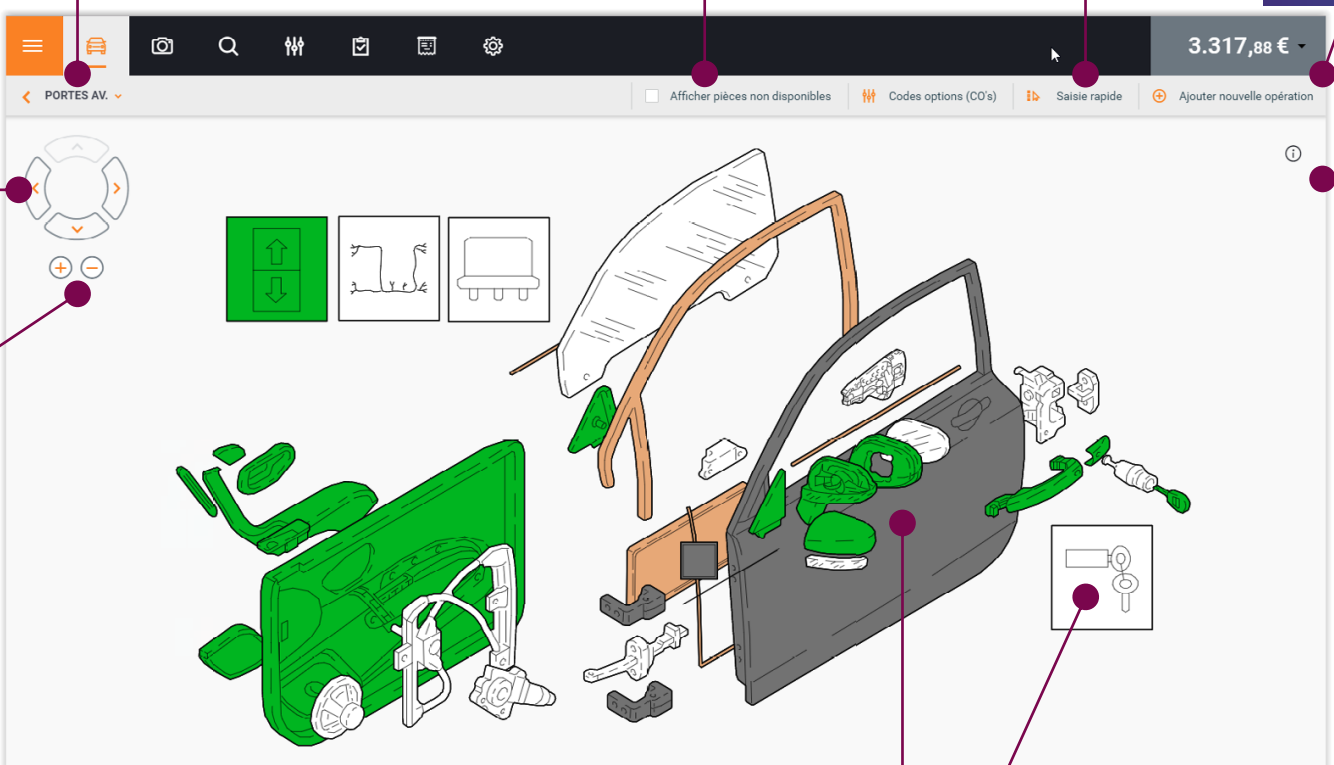 3.317,88 €
PORTES AV.
Afficher pièces non disponibles
Codes options (CO's)
Saisie rapide
Ajouter nouvelle opération